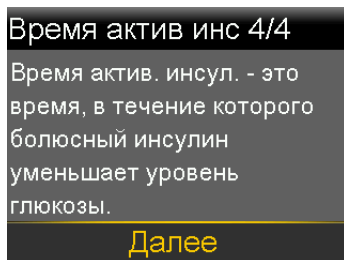 Время актив инс 4/4
Время актив. инсул. - это
время, в течение которого
болюсный инсулин
уменьшает уровень
глюкозы.
Далее